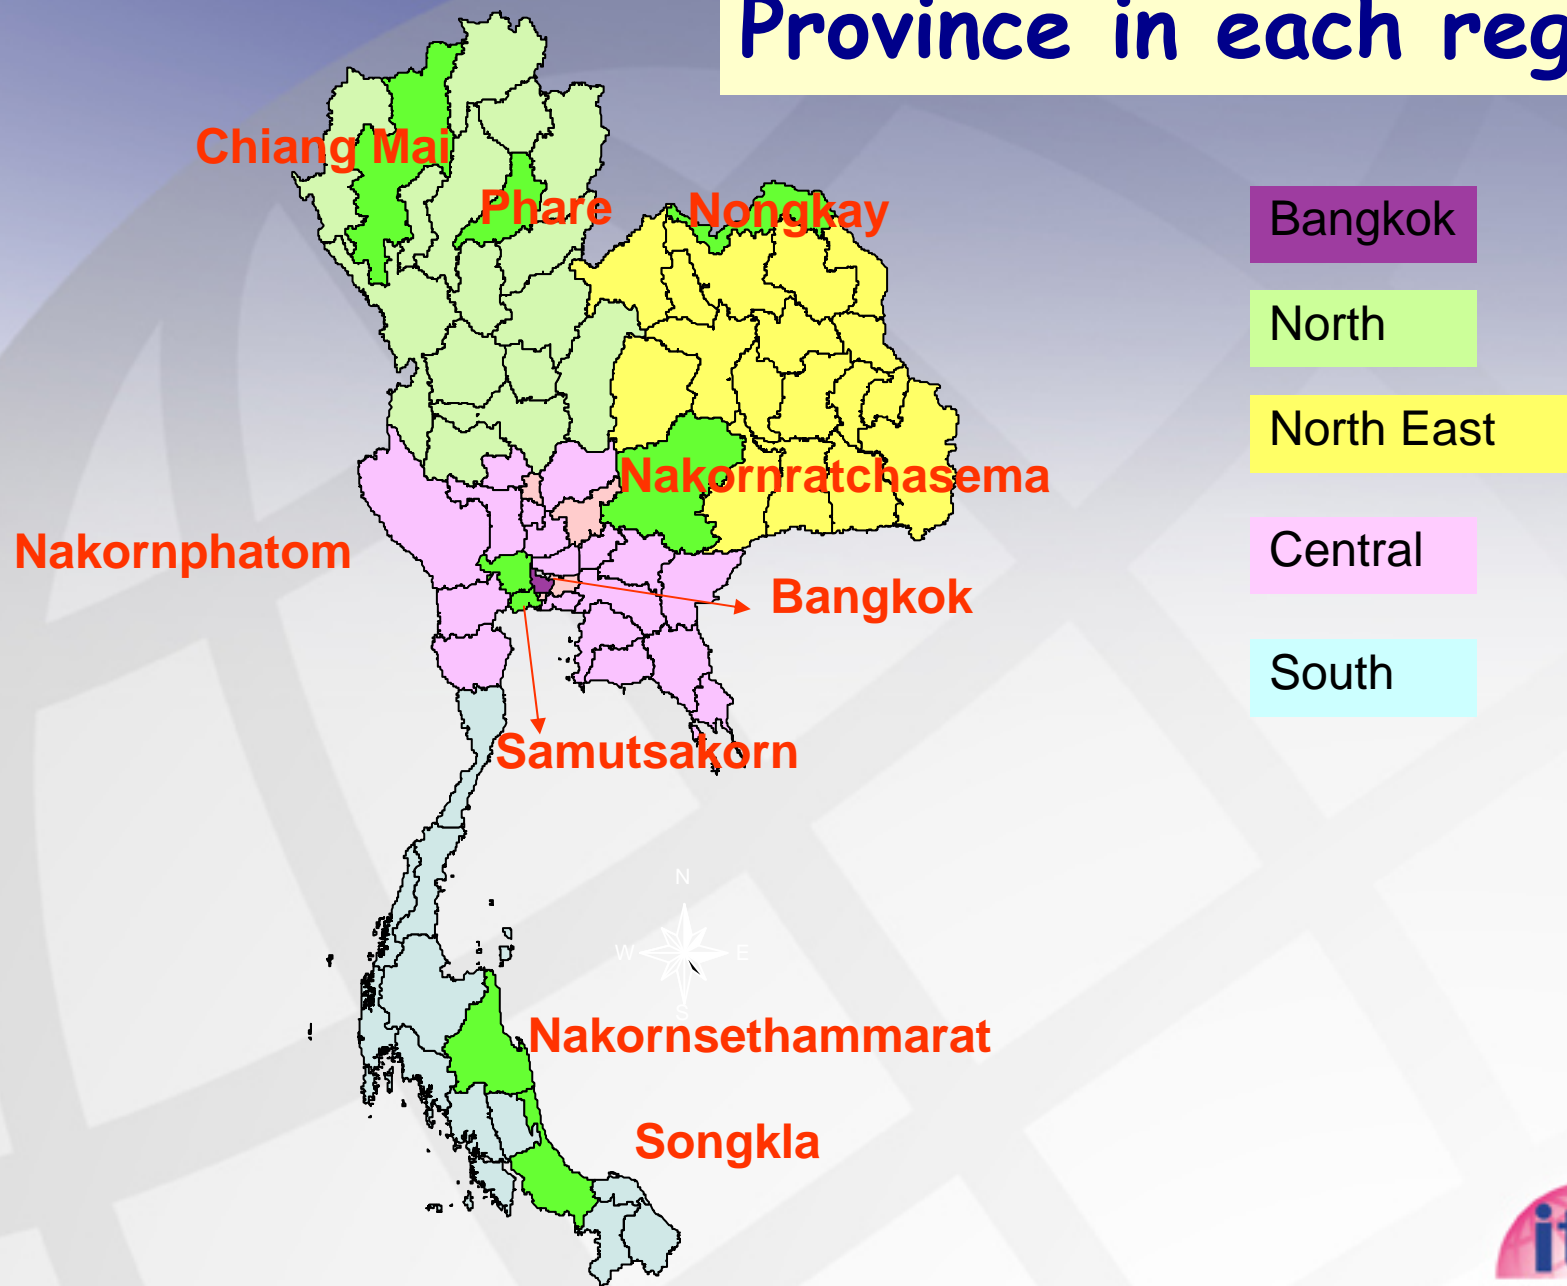 Province in each reg
Chiang Mai
Phare
Nongkay
Bangkok
North
North East
Nakornratchasema
Nakornphatom
Central
Bangkok
South
Samutsakorn
N
W E
S
Nakornsethammarat
Songkla